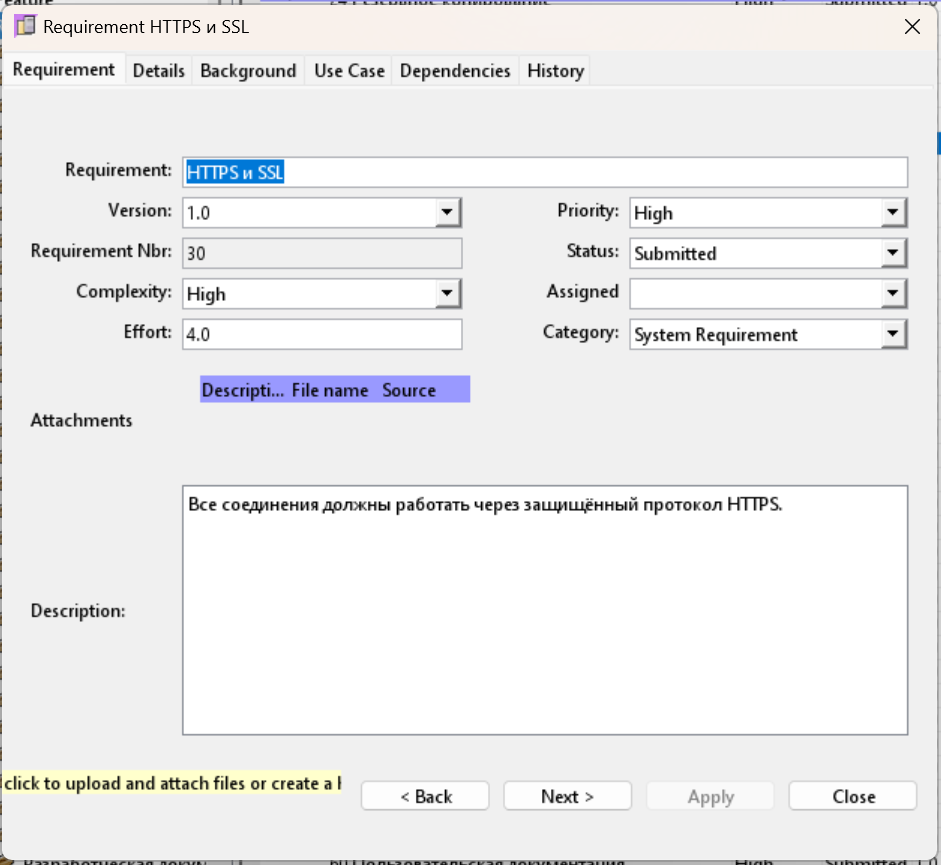 Requirement HTTPS и SSL
Requirement Details Background Use Case Dependencies History
Requirement: HTTPS и SSL
Version: 1.0 Priority: High
Requirement Nbr: 30 Status: Submitted
Complexity: High Assigned
Effort: 4.0 Category: System Requirement
Descripti... File name Source
Attachments
Все соединения должны работать через защищённый протокол HTTPS.
Description:
click to upload and attach files or create a
< Back Next > Apply Close